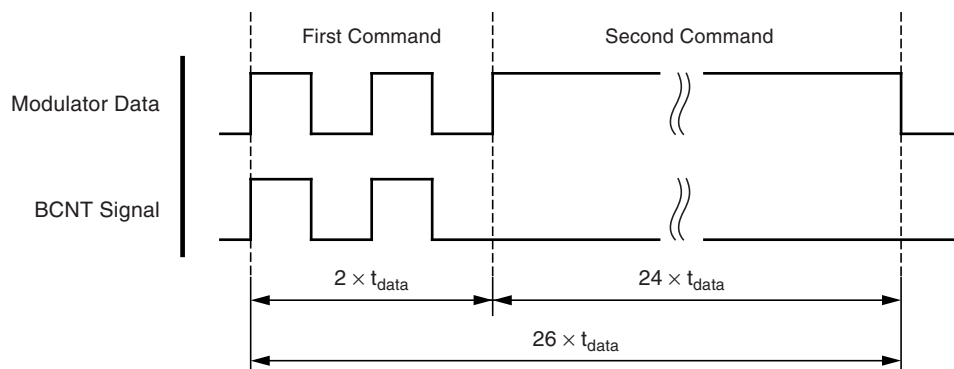 First Command
Second Command
Modulator Data
BCNT Signal
2 × tdata
24 × tdata
26 × tdata